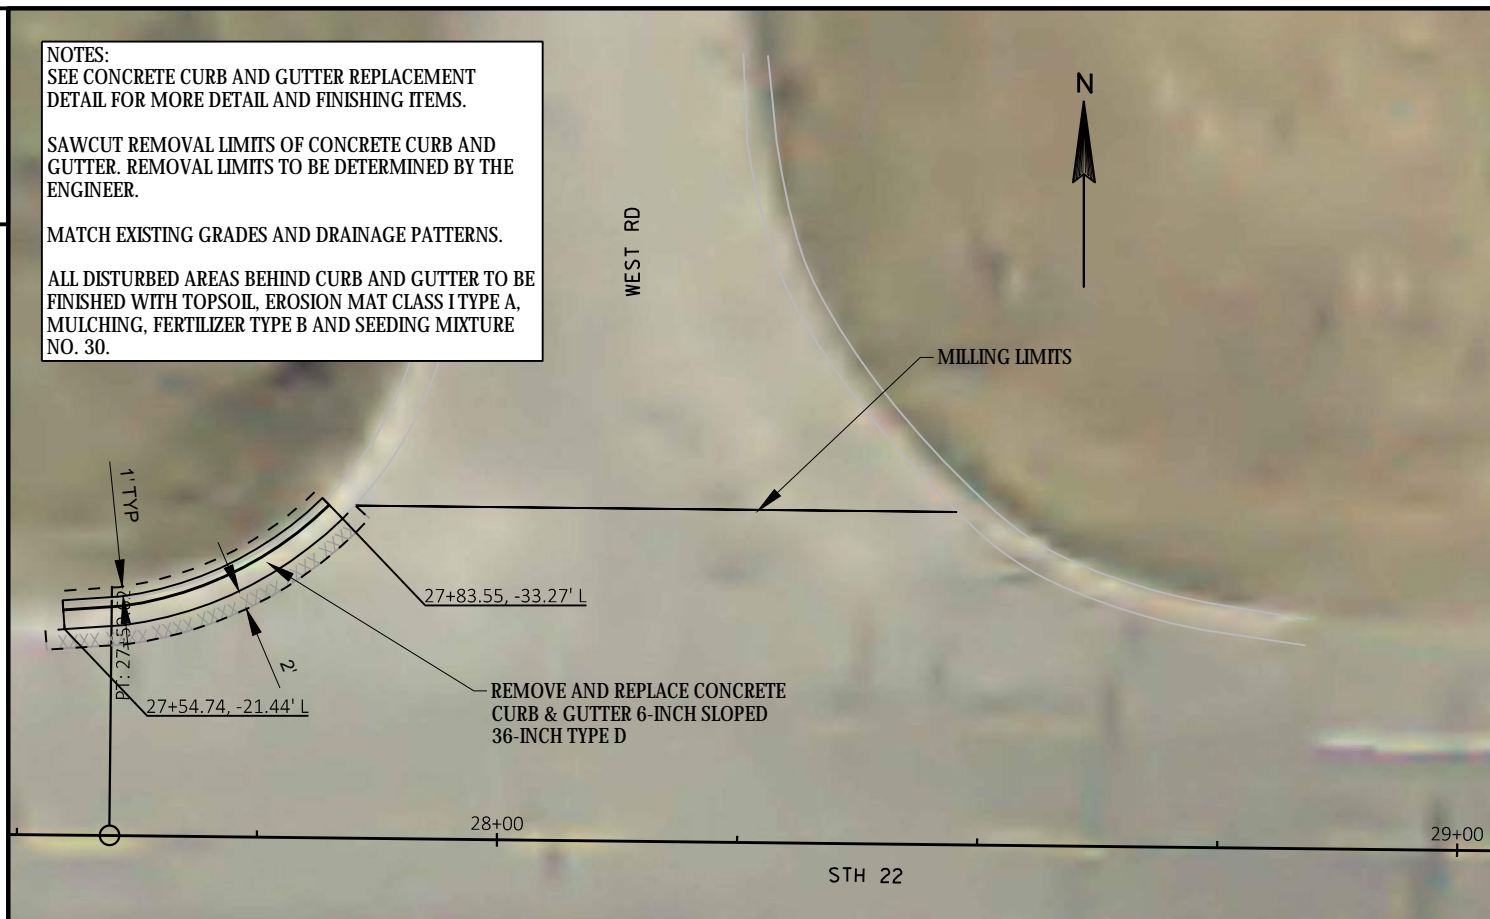 NOTES:
SEE CONCRETE CURB AND GUTTER REPLACEMENT
DETAIL FOR MORE DETAIL AND FINISHING ITEMS.
SAWCUT REMOVAL LIMITS OF CONCRETE CURB AND
GUTTER. REMOVAL LIMITS TO BE DETERMINED BY THE
ENGINEER.
MATCH EXISTING GRADES AND DRAINAGE PATTERNS.
ALL DISTURBED AREAS BEHIND CURB AND GUTTER TO BE
FINISHED WITH TOPSOIL, EROSION MAT CLASS I TYPE A,
MULCHING, FERTILIZER TYPE B AND SEEDING MIXTURE
NO. 30.
N
WEST RD
MILLING LIMITS
1' TYP
27+83.55, -33.27' L
PT:
2'
27+54.74, -21.44' L
REMOVE AND REPLACE CONCRETE
CURB & GUTTER 6-INCH SLOPED
36-INCH TYPE D
28+00
29+00
STH 22